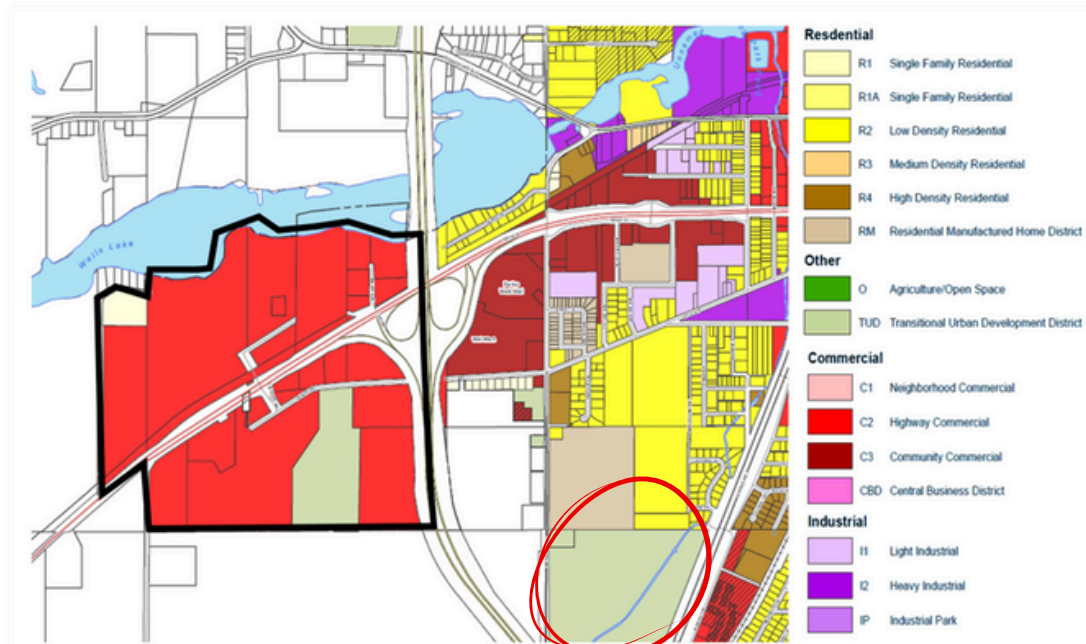 Resdential
R1 Single Family Residential
R1A Single Family Residential
R2 Low Density Residential
R3 Medium Density Residential
R4 High Density Residential
RM Residential Manufactured Home District
Other
O Agriculture/Open Space
TUD Transitional Urban Development District
Commercial
C1 Neighborhood Commercial
C2 Highway Commercial
C3 Community Commercial
CBD Central Business District
Industrial
I1 Light Industrial
I2 Heavy Industrial
IP Industrial Park
Wells Lake